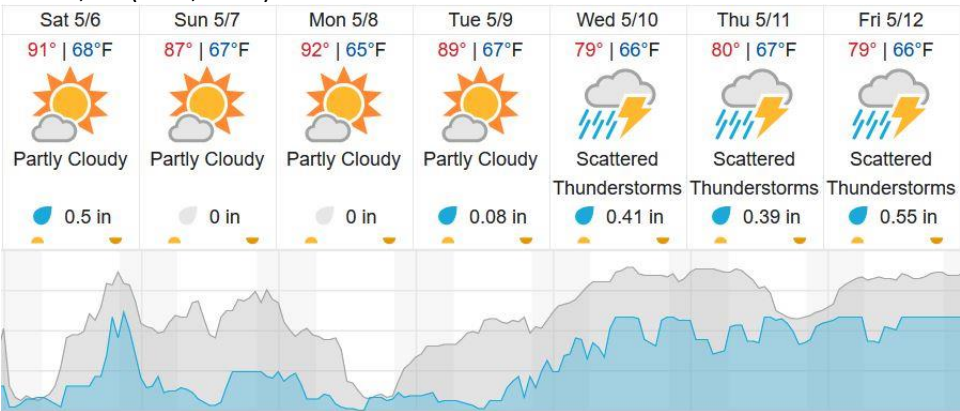 Sat 5/6 Sun 5/7 Mon 5/8 Tue 5/9 Wed 5/10 Thu 5/11 Fri 5/12
91° | 68°F 87° | 67°F 92° | 65°F 89° | 67°F 79° | 66°F 80° | 67°F 79° | 66°F
Partly Cloudy Partly Cloudy Partly Cloudy Partly Cloudy Scattered Scattered Scattered
Thunderstorms Thunderstorms Thunderstorms
0.5 in 0 in 0 in 0.08 in 0.41 in 0.39 in 0.55 in